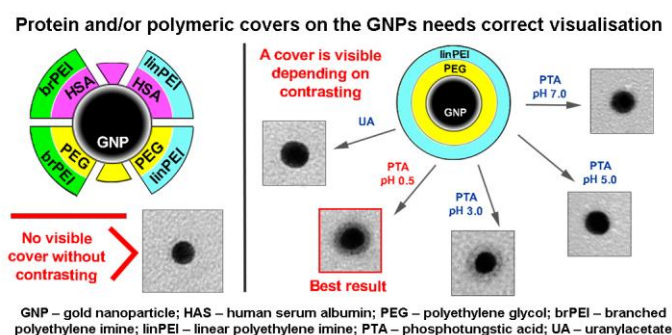 Protein and/or polymeric covers on the GNPs needs correct visualisation
brPEI
linPEI
HSA
HSA
GNP
PEG
PEG
brPEI
linPEI
No visible
cover without
contrasting
A cover is visible
depending on
contrasting
linPEI
PEG
GNP
PTA
pH 7.0
UA
PTA
pH 0.5
PTA
pH 3.0
PTA
pH 5.0
Best result
GNP – gold nanoparticle; HAS – human serum albumin; PEG – polyethylene glycol; brPEI – branched
polyethylene imine; linPEI – linear polyethylene imine; PTA – phosphotungstic acid; UA – uranylacetate